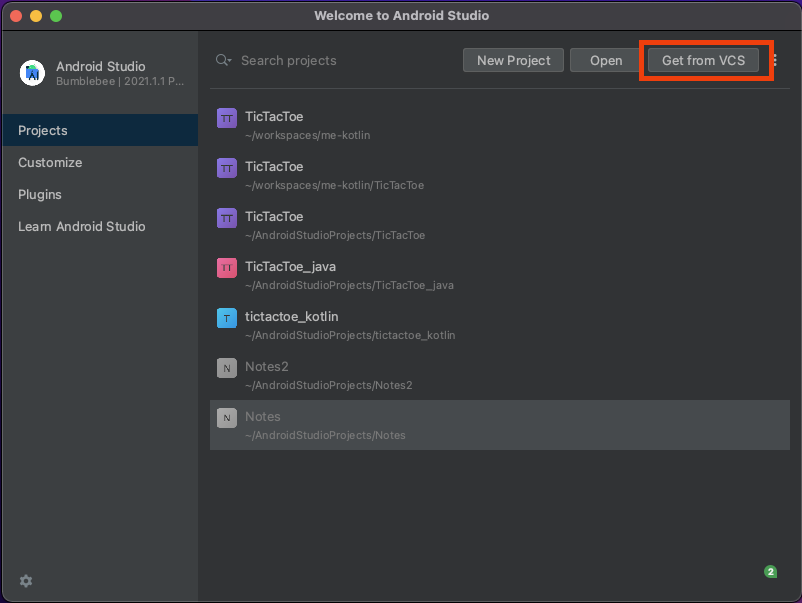 Welcome to Android Studio
Android Studio
Bumblebee | 2021.1.1 P...
Projects
Customize
Plugins
Learn Android Studio
Search projects
New Project
Open
Get from VCS
TT
TicTacToe
~/workspaces/me-kotlin
TT
TicTacToe
~/workspaces/me-kotlin/TicTacToe
TT
TicTacToe
~/AndroidStudioProjects/TicTacToe
TT
TicTacToe_java
~/AndroidStudioProjects/TicTacToe_java
T
tictactoe_kotlin
~/AndroidStudioProjects/tictactoe_kotlin
N
Notes2
~/AndroidStudioProjects/Notes2
N
Notes
~/AndroidStudioProjects/Notes
2